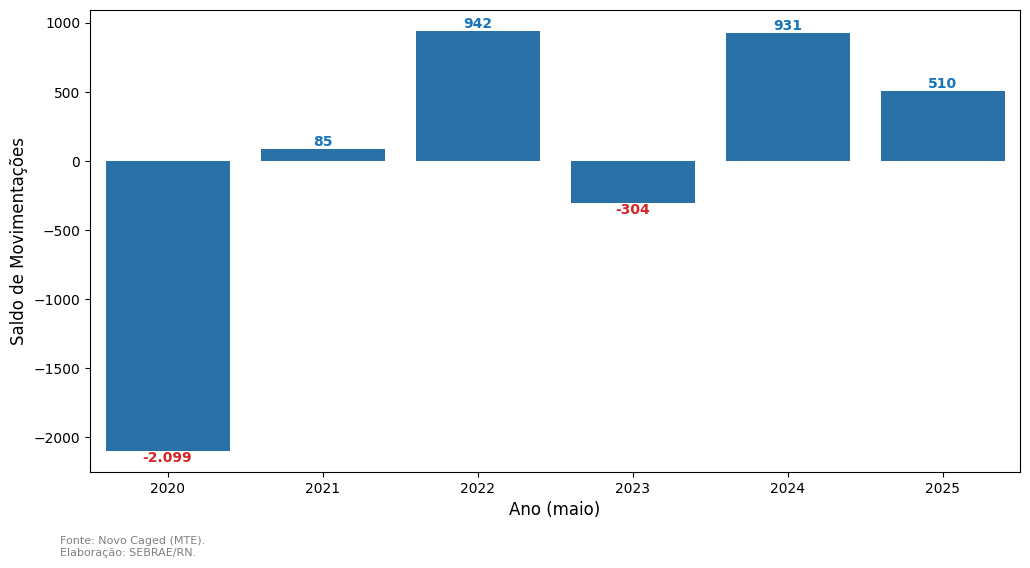 1000
500
0
−500
−1000
−1500
−2000
Saldo de Movimentações
-2.099
85
942
-304
931
510
2020 2021 2022 2023 2024 2025
Ano (maio)
Fonte: Novo Caged (MTE).
Elaboração: SEBRAE/RN.